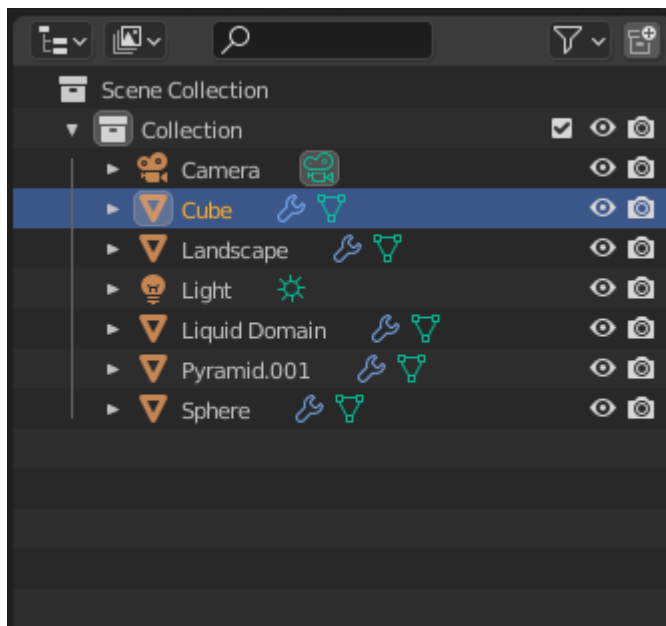 Scene Collection
Collection
Camera
Cube
Landscape
Light
Liquid Domain
Pyramid.001
Sphere